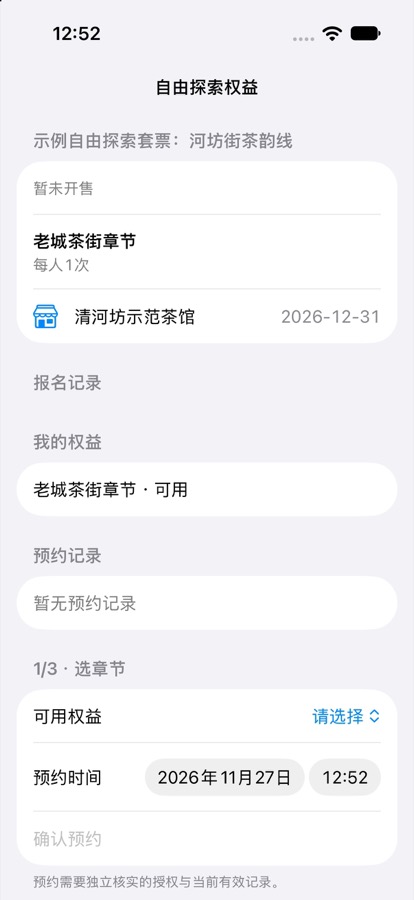 12:52
自由探索权益
示例自由探索套票：河坊街茶韵线
暂未开售
老城茶街章节
每人1次
清河坊示范茶馆 2026-12-31
报名记录
我的权益
老城茶街章节 · 可用
预约记录
暂无预约记录
1/3 · 选章节
可用权益 请选择
预约时间 2026年11月27日 12:52
确认预约
预约需要独立核实的授权与当前有效记录。